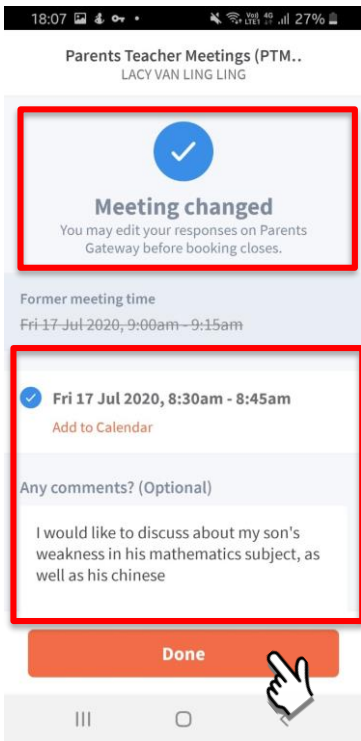 18:07
27%
Parents Teacher Meetings (PTM..
LACY VAN LING LING
Meeting changed
You may edit your responses on Parents
Gateway before booking closes.
Former meeting time
Fri 17 Jul 2020, 9:00am - 9:15am
Fri 17 Jul 2020, 8:30am - 8:45am
Add to Calendar
Any comments? (Optional)
I would like to discuss about my son's
weakness in his mathematics subject, as
well as his chinese
Done